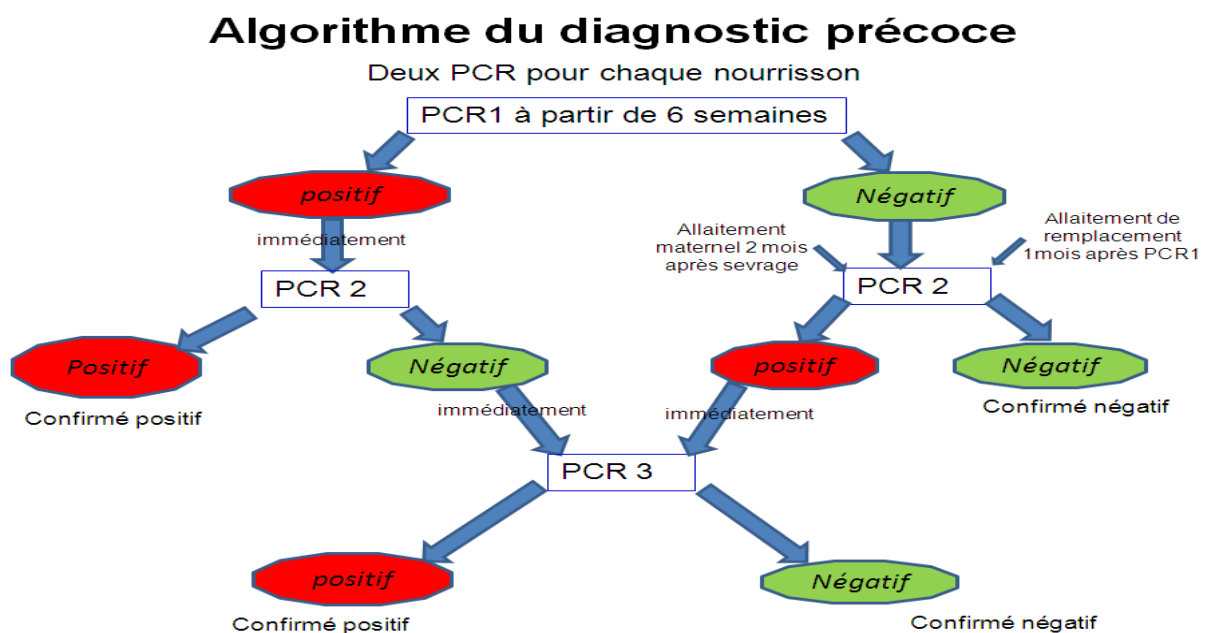 Algorithme du diagnostic précoce
Deux PCR pour chaque nourrisson
PCR1 à partir de 6 semaines
positif
Négatif
immédiatement
Allaitement
maternel 2 mois
après sevrage
Allaitement de
remplacement
1mois après PCR1
PCR 2
PCR 2
Positif
Négatif
positif
Négatif
Confirmé positif
immédiatement
immédiatement
Confirmé négatif
PCR 3
positif
Négatif
Confirmé positif
Confirmé négatif